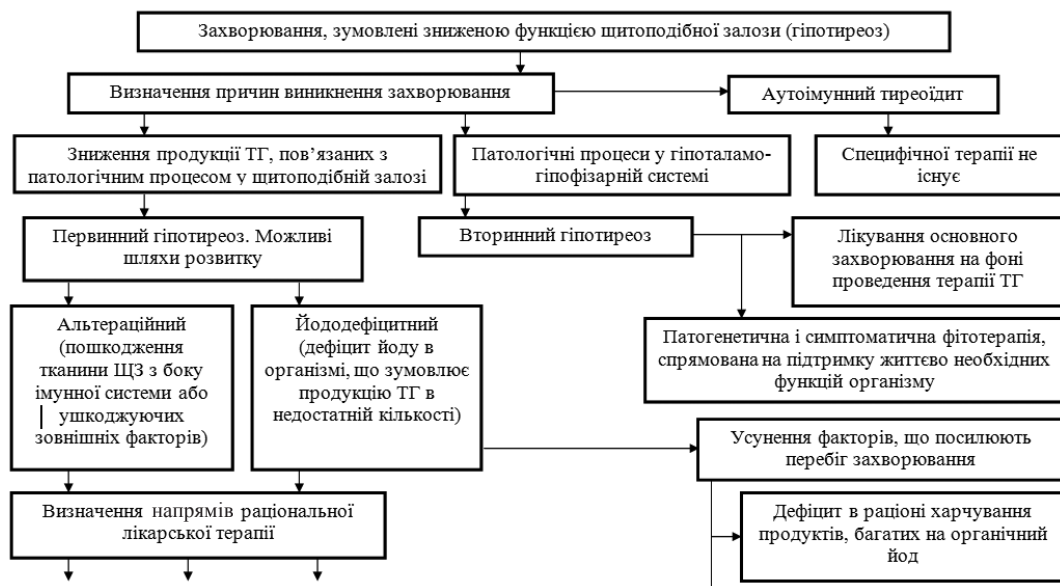 Захворювання, зумовлені зниженою функцією щитоподібної залози (гіпотиреоз)
Визначення причин виникнення захворювання
Аутоімунний тиреоїдит
Зниження продукції ТГ, пов’язаних з
патологічним процесом у щитоподібній залозі
Патологічні процеси у гіпоталамо-
гіпофізарній системі
Специфічної терапії не
існує
Первинний гіпотиреоз. Можливі
шляхи розвитку
Вторинний гіпотиреоз
Лікування основного
захворювання на фоні
проведення терапії ТГ
Альтераційний
(пошкодження
тканини ЩЗ з боку
імунної системи або
ушкоджуючих
зовнішніх факторів)
Йододефіцитний
(дефіцит йоду в
організмі, що зумовлює
продукцію ТГ в
недостатній кількості)
Патогенетична і симптоматична фітотерапія,
спрямована на підтримку життєво необхідних
функцій організму
Усунення факторів, що посилюють
перебіг захворювання
Визначення напрямів раціональної
лікарської терапії
Дефіцит в раціоні харчування
продуктів, багатих на органічний
йод